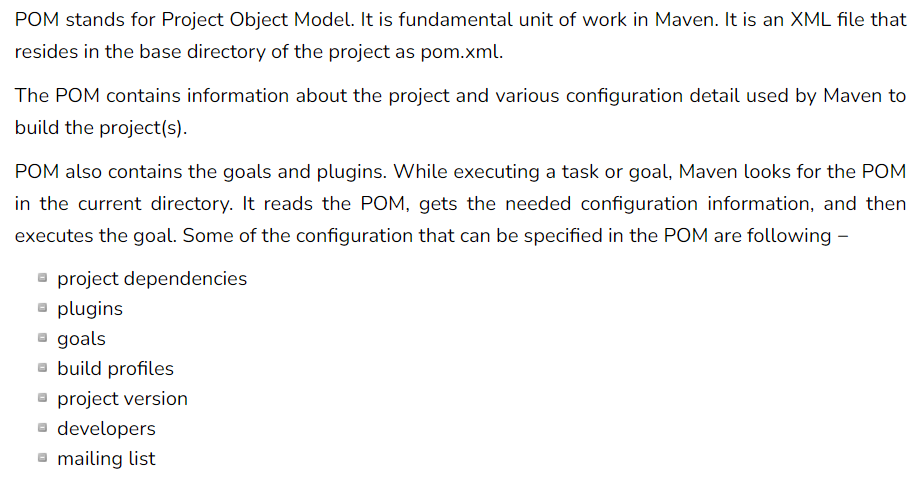 POM stands for Project Object Model. It is fundamental unit of work in Maven. It is an XML file that
resides in the base directory of the project as pom.xml.
The POM contains information about the project and various configuration detail used by Maven to
build the project(s).
POM also contains the goals and plugins. While executing a task or goal, Maven looks for the POM
in the current directory. It reads the POM, gets the needed configuration information, and then
executes the goal. Some of the configuration that can be specified in the POM are following −
project dependencies
plugins
goals
build profiles
project version
developers
mailing list